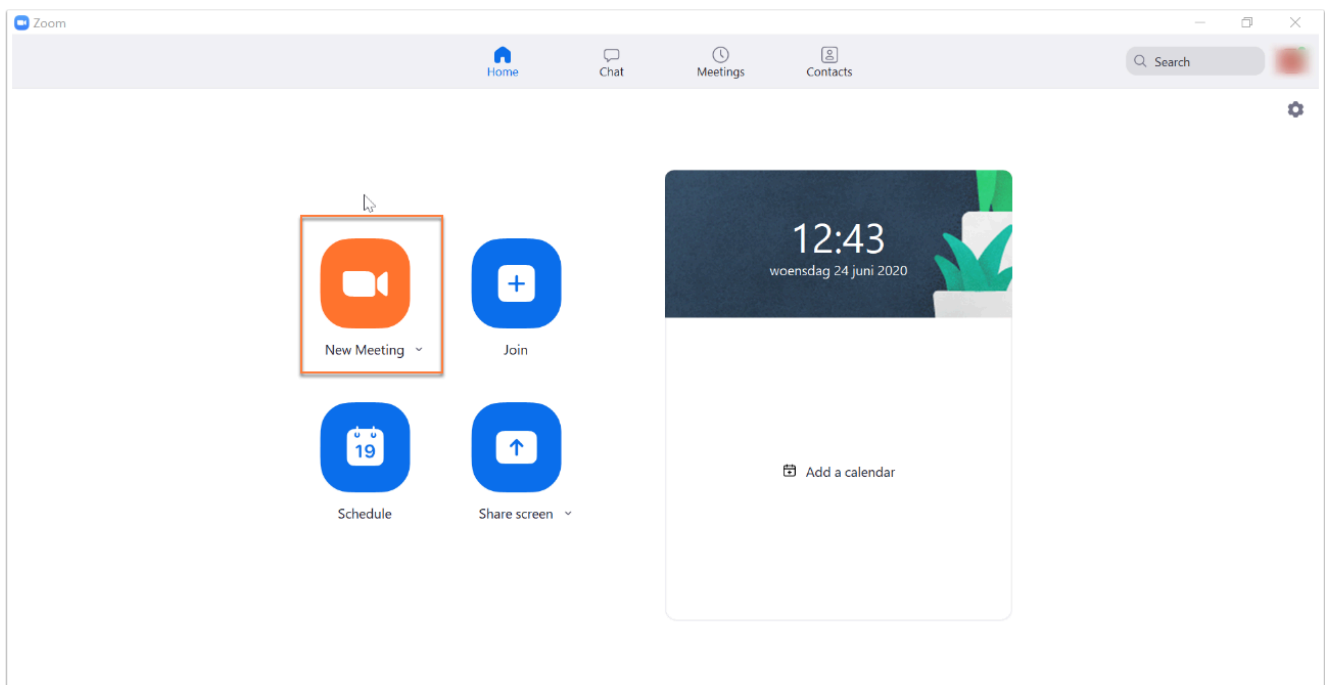 Zoom
Home
Chat
Meetings
Contacts
Search
12:43
woensdag 24 juni 2020
New Meeting
Join
19
Schedule
Share screen
Add a calendar